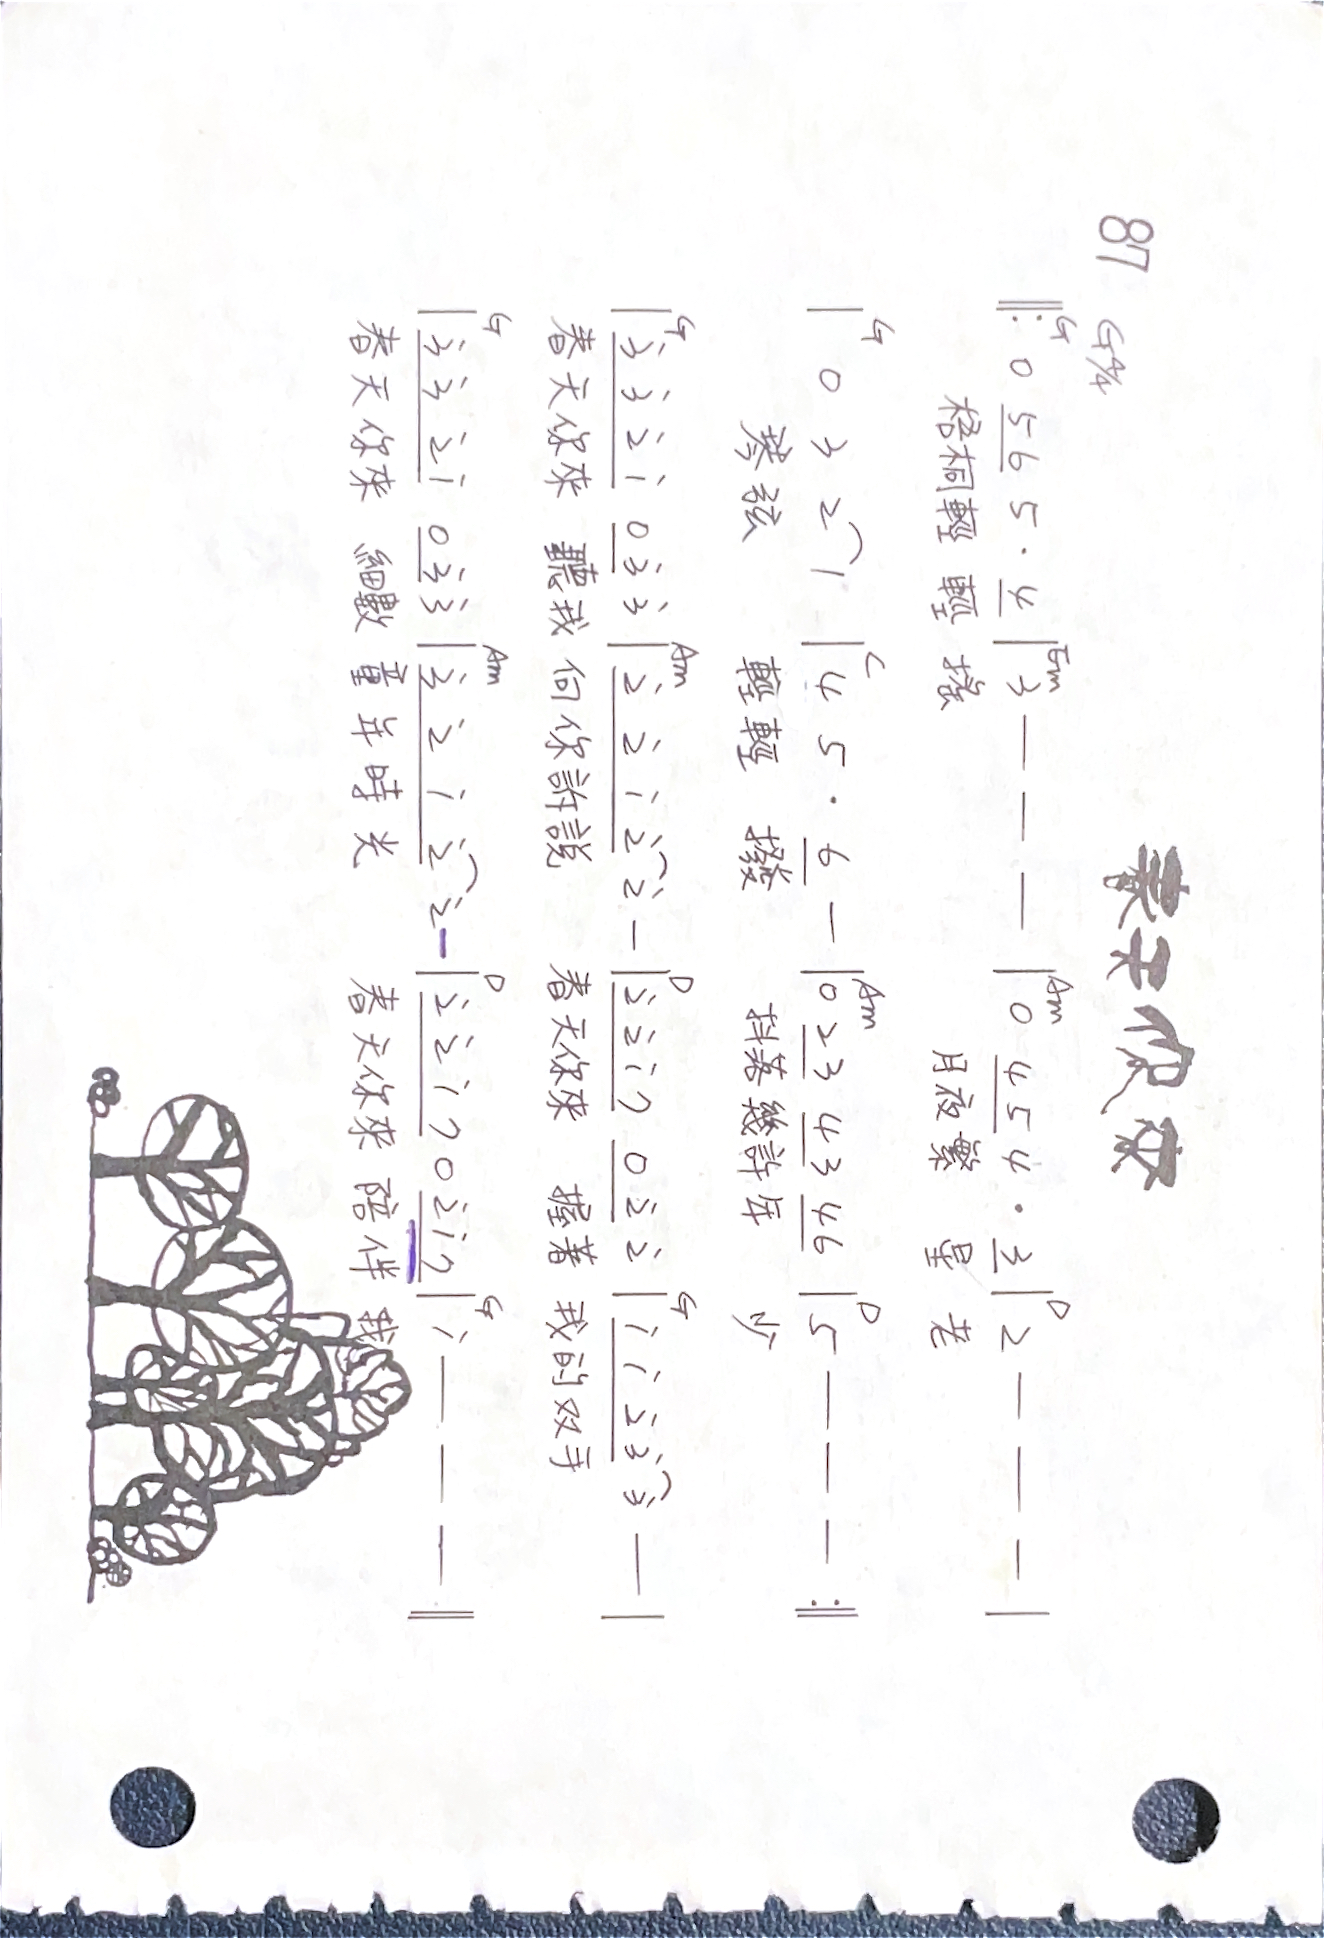 春天你來
87 G4/4
G Em Am D
‖: 0 5 6 5 · 4 | 3 — — — | 0 4 5 4 · 3 | 2 — — — |
梧桐輕 輕 搖 月夜繁 星 老
G C Am D
| 0 3 2 1 | 4 5 · 6 — | 0 2 3 4 3 4 6 | 5 — — — :‖
琴弦 輕輕 撥 抖落幾許年 少
G Am D G
| 3̇ 3̇ 2̇ 1̇ 0 3̇ 3̇ | 2̇ 2̇ 1̇ 2̇ 2̇ — | 2̇ 2̇ 1̇ 7 0 2̇ 2̇ | 1̇ 1̇ 2̇ 3̇ 3̇ — |
春天你來 聽我 向你訴説 春天你來 握著 我的双手
G Am D G
| 3̇ 3̇ 2̇ 1̇ 0 3̇ 3̇ | 3̇ 2̇ 1̇ 2̇ 2̇ — | 2̇ 2̇ 1̇ 7 0 2̇ 1̇ 7 | 1̇ — — — ‖
春天你來 細數 童年時光 春天你來 陪伴 我